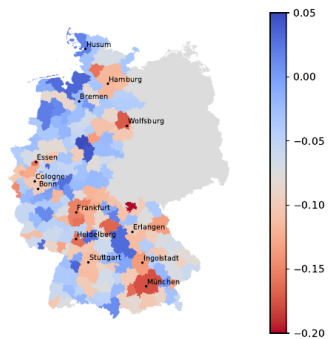 Husum
Hamburg
Bremen
Wolfsburg
Essen
Cologne
Bonn
Frankfurt
Erlangen
Heidelberg
Stuttgart
Ingolstadt
München
0.05
0.00
−0.05
−0.10
−0.15
−0.20